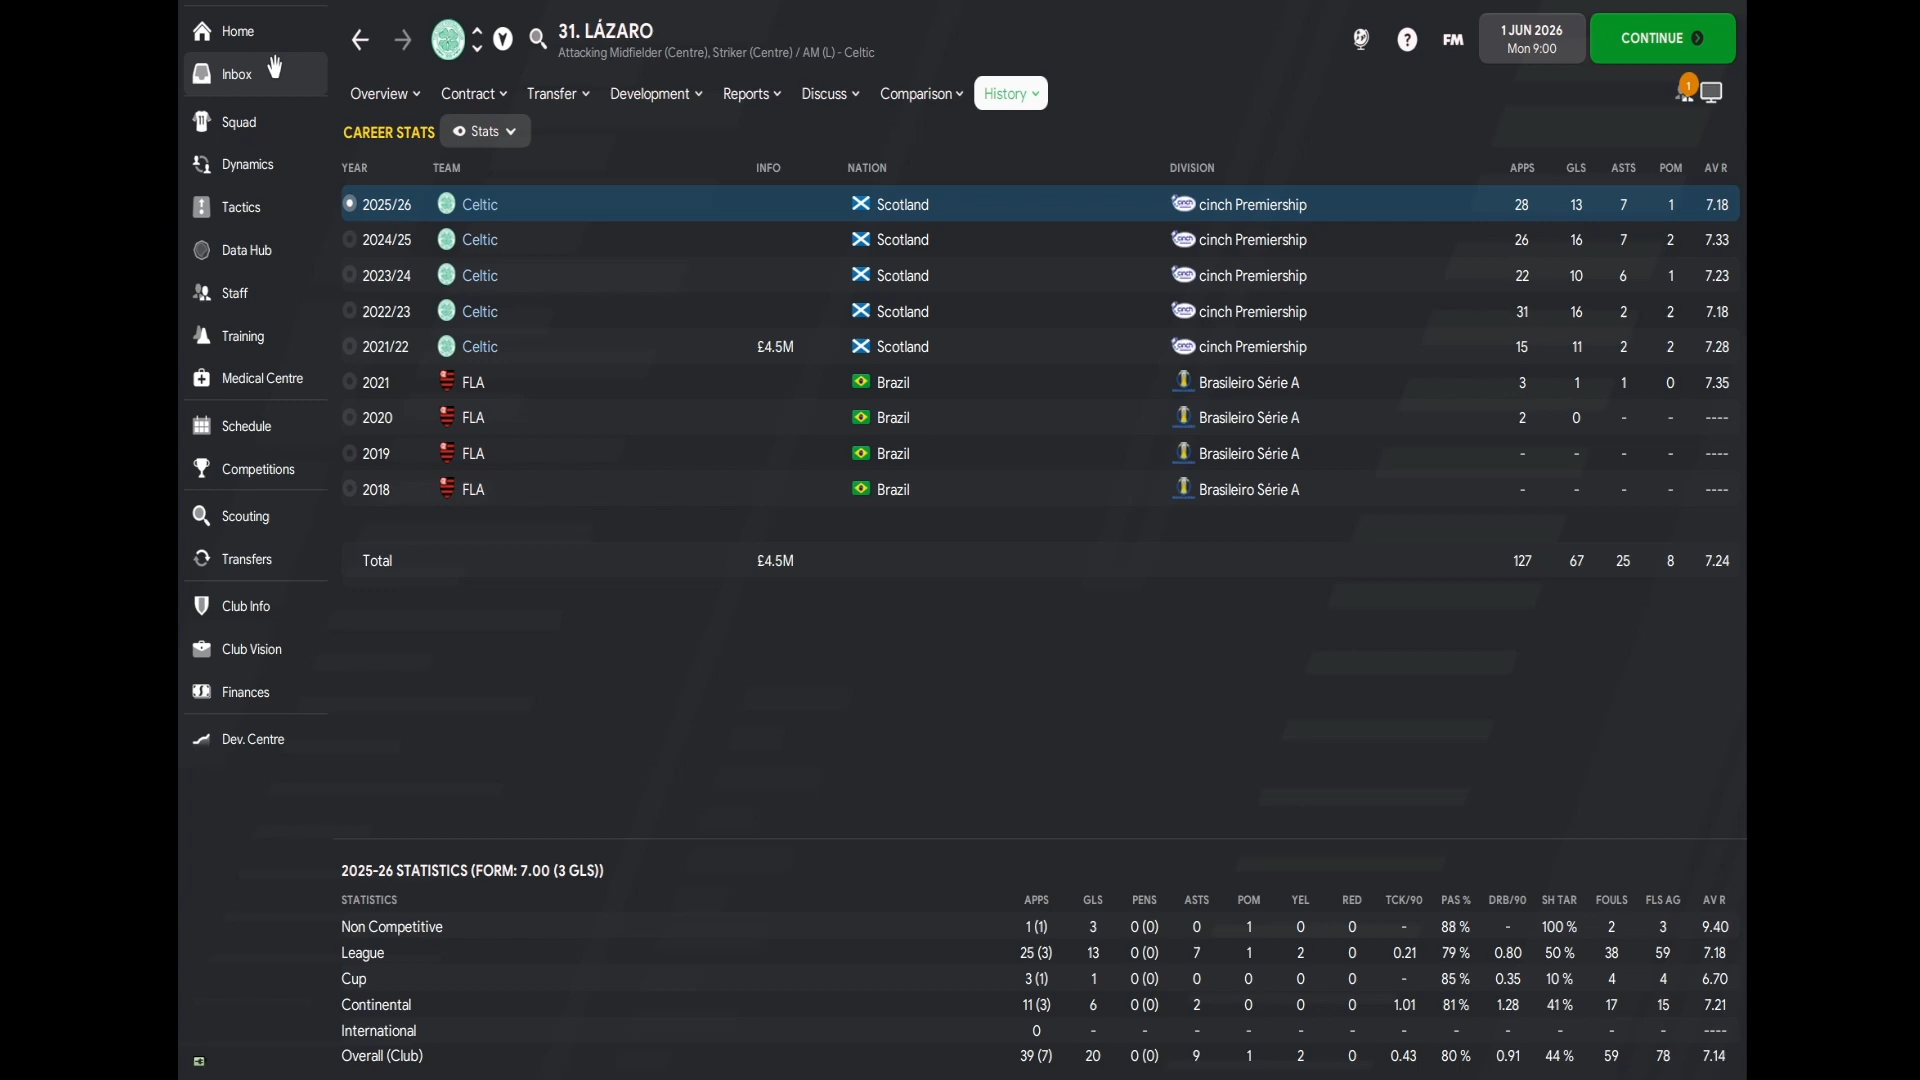 Home
Inbox
Squad
Dynamics
Tactics
Data Hub
Staff
Training
Medical Centre
Schedule
Competitions
Scouting
Transfers
Club Info
Club Vision
Finances
Dev. Centre
31. LÁZARO
Attacking Midfielder (Centre), Striker (Centre) / AM (L) - Celtic
? FM 1 JUN 2026 Mon 9:00 CONTINUE
Overview Contract Transfer Development Reports Discuss Comparison History 1
CAREER STATS Stats
YEAR TEAM INFO NATION DIVISION APPS GLS ASTS POM AV R
2025/26 Celtic Scotland cinch Premiership 28 13 7 1 7.18
2024/25 Celtic Scotland cinch Premiership 26 16 7 2 7.33
2023/24 Celtic Scotland cinch Premiership 22 10 6 1 7.23
2022/23 Celtic Scotland cinch Premiership 31 16 2 2 7.18
2021/22 Celtic £4.5M Scotland cinch Premiership 15 11 2 2 7.28
2021 FLA Brazil Brasileiro Série A 3 1 1 0 7.35
2020 FLA Brazil Brasileiro Série A 2 0 - - ----
2019 FLA Brazil Brasileiro Série A - - - - ----
2018 FLA Brazil Brasileiro Série A - - - - ----
Total £4.5M 127 67 25 8 7.24
2025-26 STATISTICS (FORM: 7.00 (3 GLS))
STATISTICS APPS GLS PENS ASTS POM YEL RED TCK/90 PAS % DRB/90 SH TAR FOULS FLS AG AV R
Non Competitive 1 (1) 3 0 (0) 0 1 0 0 - 88 % - 100 % 2 3 9.40
League 25 (3) 13 0 (0) 7 1 2 0 0.21 79 % 0.80 50 % 38 59 7.18
Cup 3 (1) 1 0 (0) 0 0 0 0 - 85 % 0.35 10 % 4 4 6.70
Continental 11 (3) 6 0 (0) 2 0 0 0 1.01 81 % 1.28 41 % 17 15 7.21
International 0 - - - - - - - - - - - - ----
Overall (Club) 39 (7) 20 0 (0) 9 1 2 0 0.43 80 % 0.91 44 % 59 78 7.14